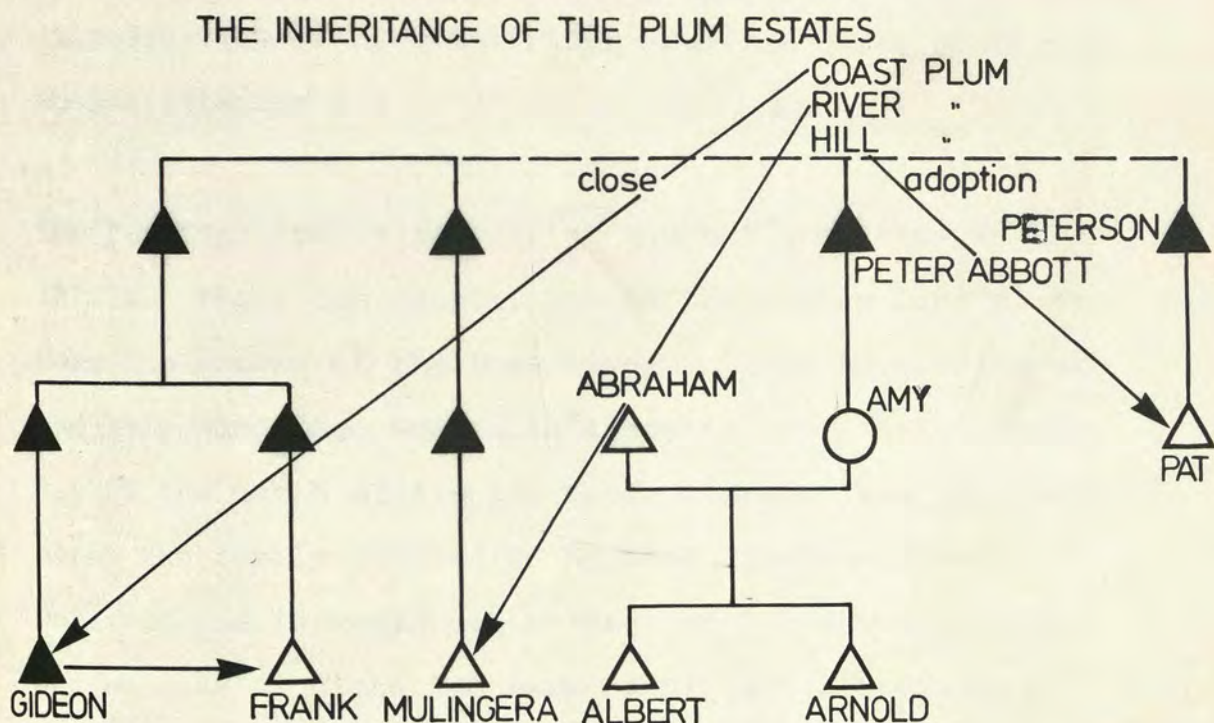 THE INHERITANCE OF THE PLUM ESTATES
COAST PLUM
RIVER "
HILL "
close
adoption
PETERSON
PETER ABBOTT
ABRAHAM
AMY
PAT
GIDEON
FRANK
MULINGERA
ALBERT
ARNOLD